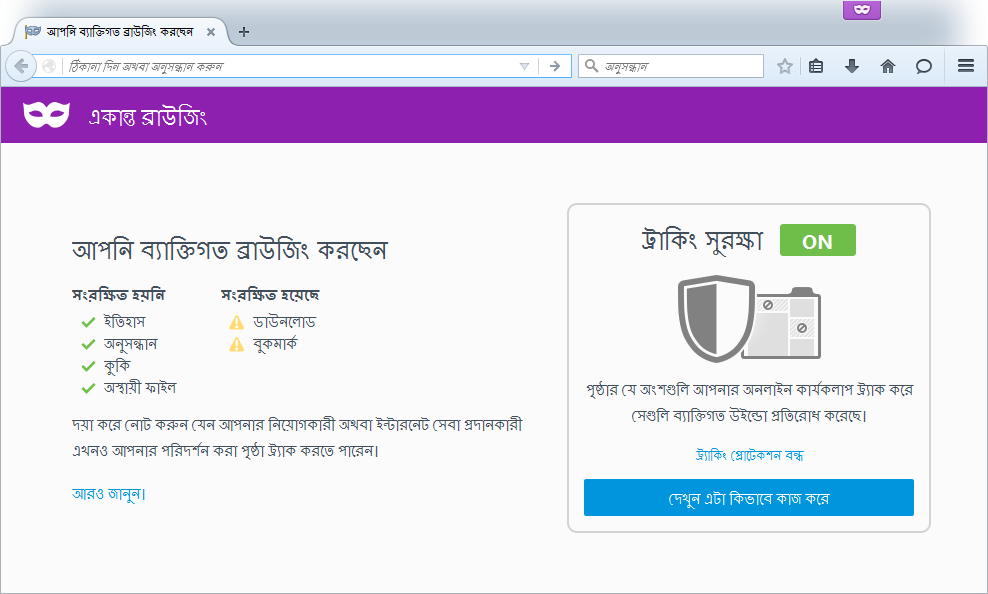 আপনি ব্যাক্তিগত ব্রাউজিং করছেন
ঠিকানা দিন অথবা অনুসন্ধান করুন
অনুসন্ধান
একান্ত ব্রাউজিং
আপনি ব্যাক্তিগত ব্রাউজিং করছেন
সংরক্ষিত হয়নি
ইতিহাস
অনুসন্ধান
কুকি
অস্থায়ী ফাইল
সংরক্ষিত হয়েছে
ডাউনলোড
বুকমার্ক
দয়া করে নোট করুন যেন আপনার নিয়োগকারী অথবা ইন্টারনেট সেবা প্রদানকারী
এখনও আপনার পরিদর্শন করা পৃষ্ঠা ট্র্যাক করতে পারেন।
আরও জানুন।
ট্রাকিং সুরক্ষা ON
পৃষ্ঠার যে অংশগুলি আপনার অনলাইন কার্যকলাপ ট্র্যাক করে
সেগুলি ব্যাক্তিগত উইন্ডো প্রতিরোধ করেছে।
ট্র্যাকিং প্রোটেকশন বন্ধ
দেখুন এটা কিভাবে কাজ করে